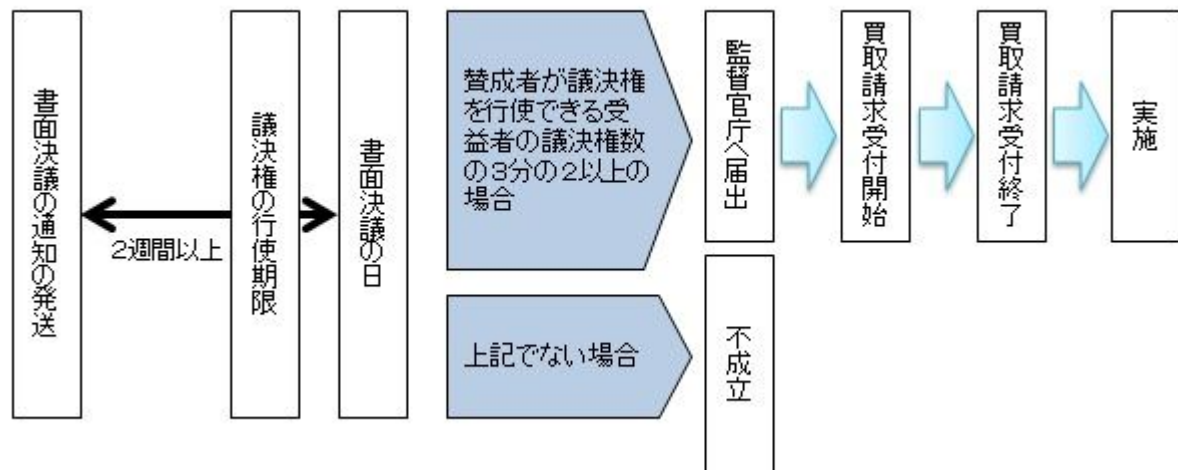 書面決議の通知の発送
2週間以上
議決権の行使期限
書面決議の日
賛成者が議決権
を行使できる受
益者の議決権数
の3分の2以上の
場合
上記でない場合
監督官庁へ届出
不成立
買取請求受付開始
買取請求受付終了
実施